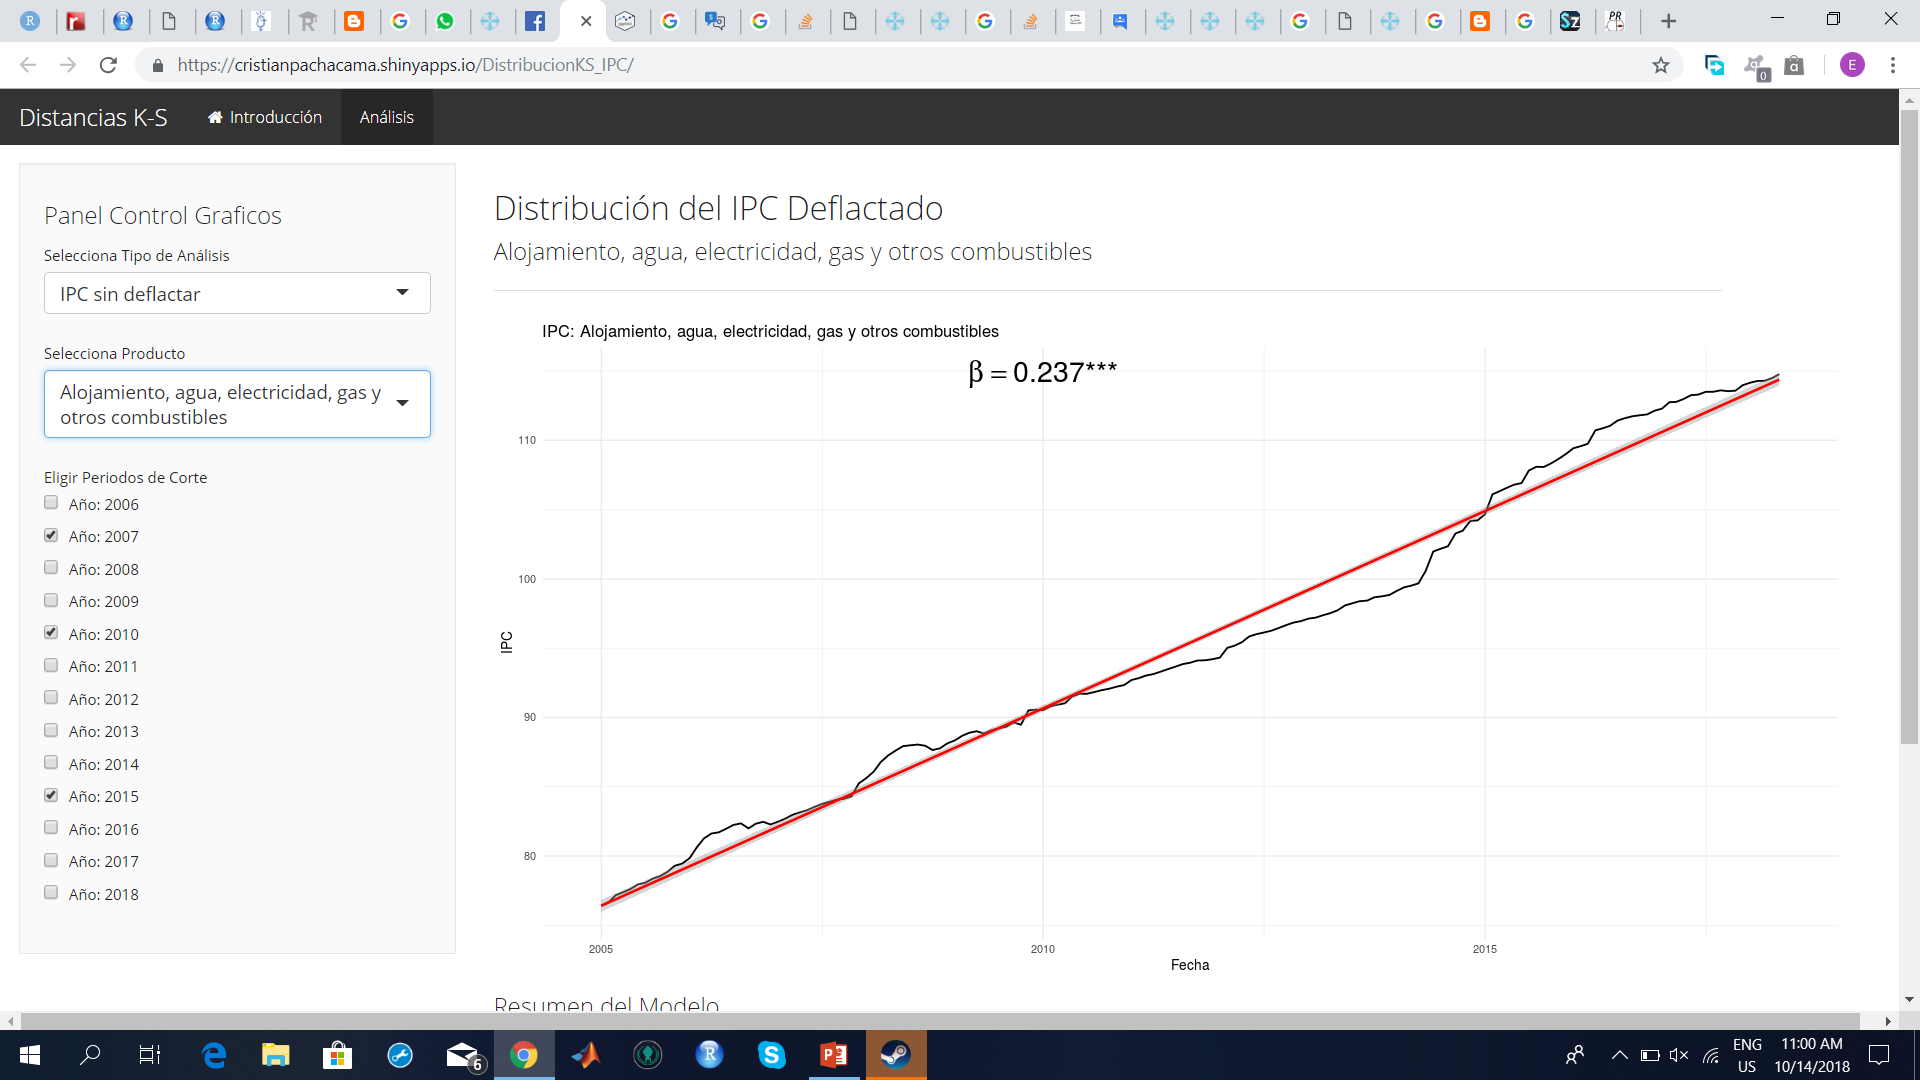 https://cristianpachacama.shinyapps.io/DistribucionKS_IPC/
0
E
Distancias K-S
Introducción
Análisis
Panel Control Graficos
Selecciona Tipo de Análisis
IPC sin deflactar
Selecciona Producto
Alojamiento, agua, electricidad, gas y
otros combustibles
Eligir Periodos de Corte
Año: 2006
Año: 2007
Año: 2008
Año: 2009
Año: 2010
Año: 2011
Año: 2012
Año: 2013
Año: 2014
Año: 2015
Año: 2016
Año: 2017
Año: 2018
Distribución del IPC Deflactado
Alojamiento, agua, electricidad, gas y otros combustibles
IPC: Alojamiento, agua, electricidad, gas y otros combustibles
β = 0.237***
110
100
90
80
IPC
2005
2010
2015
Fecha
Resumen del Modelo
6
ENG
US
11:00 AM
10/14/2018